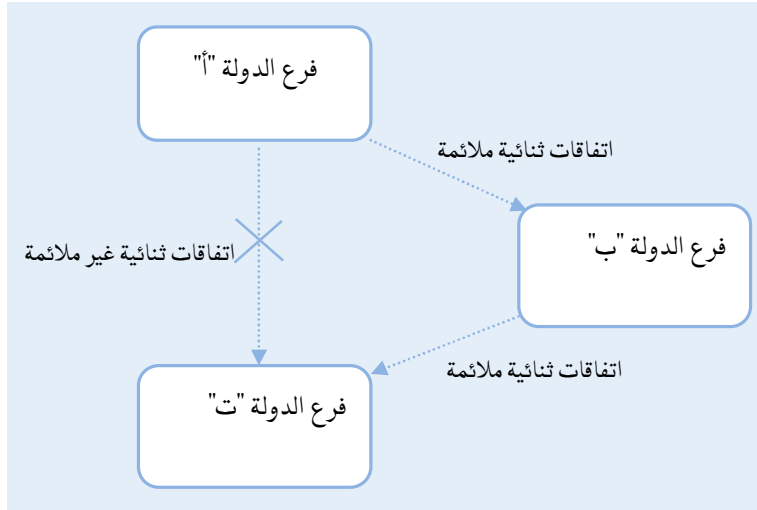 فرع الدولة "أ"
اتفاقات ثنائية ملائمة
فرع الدولة "ب"
اتفاقات ثنائية غير ملائمة
اتفاقات ثنائية ملائمة
فرع الدولة "ت"